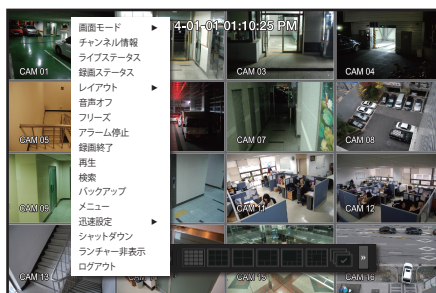 画面モード ▶
チャンネル情報
ライブステータス
録画ステータス
レイアウト ▶
音声オフ
フリーズ
アラーム停止
録画終了
再生
検索
バックアップ
メニュー
迅速設定 ▶
シャットダウン
ランチャー非表示
ログアウト
4-01-01 01:10:25 PM
CAM 01
CAM 03
CAM 04
CAM 05
CAM 07
CAM 08
CAM 09
CAM 11
CAM 12
CAM 13
CAM 15
CAM 16
»